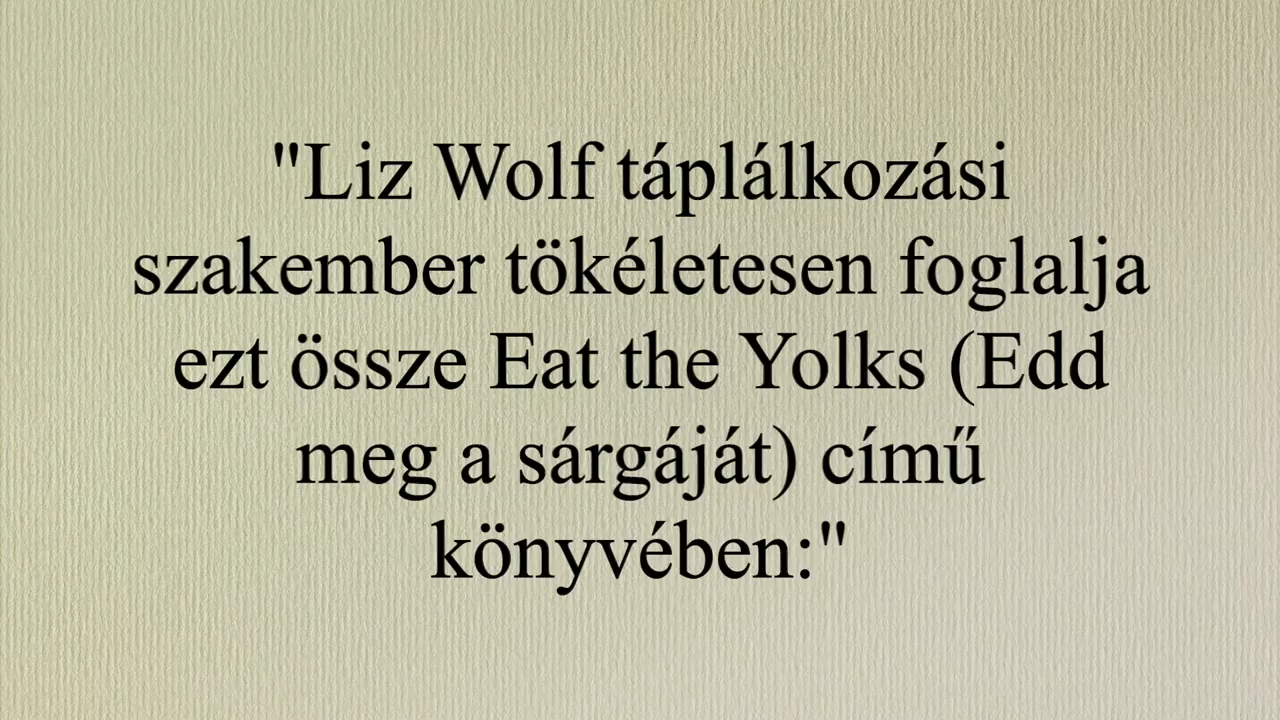 "Liz Wolf táplálkozási
szakember tökéletesen foglalja
ezt össze Eat the Yolks (Edd
meg a sárgáját) című
könyvében:"